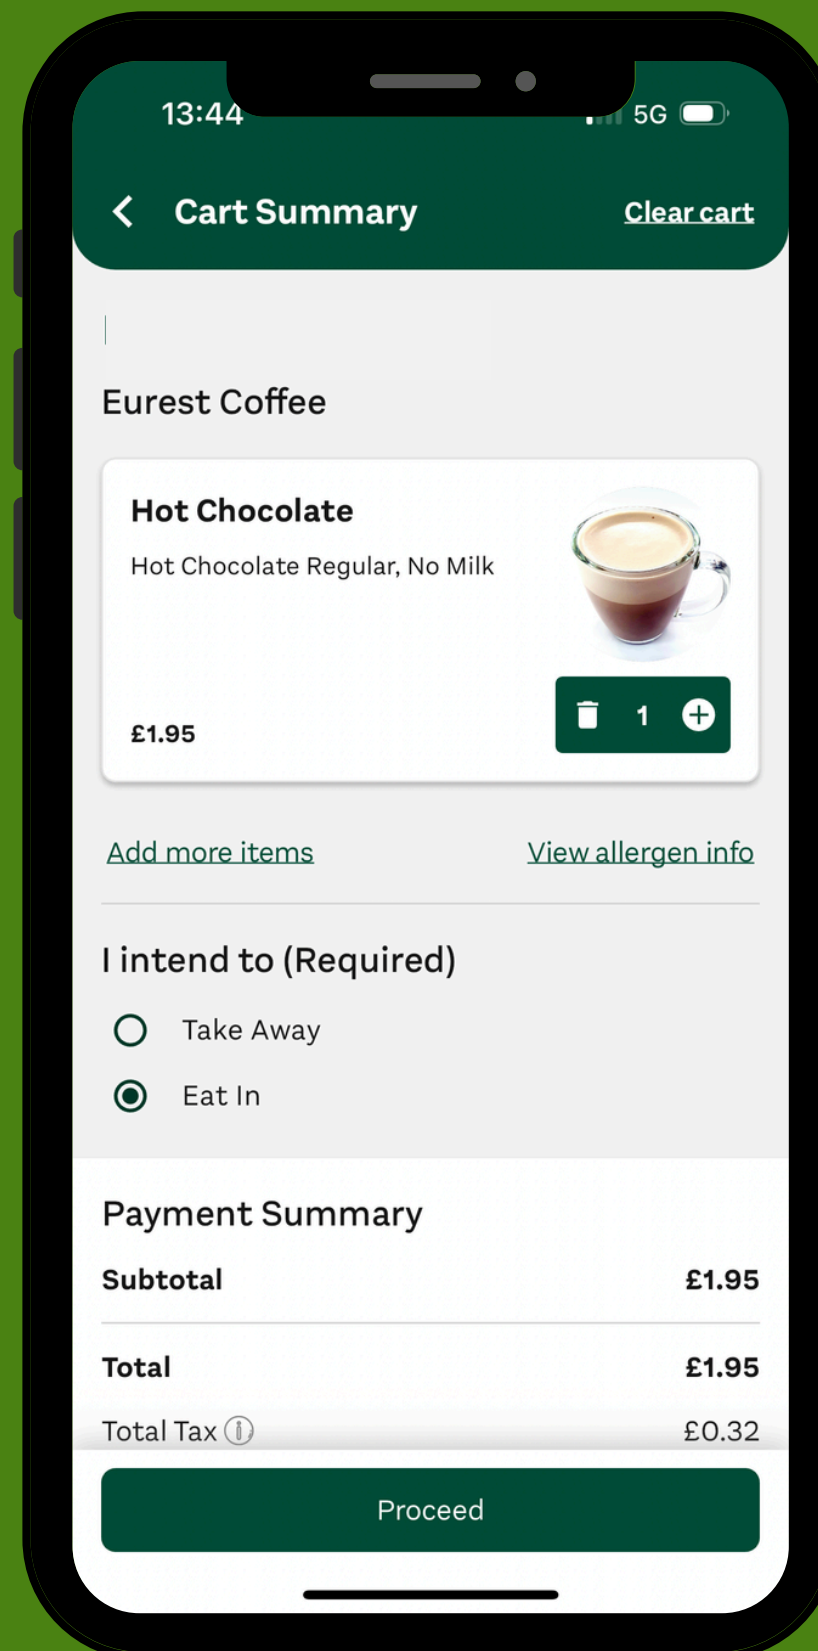 13:44
5G
Cart Summary
Clear cart
Eurest Coffee
Hot Chocolate
Hot Chocolate Regular, No Milk
£1.95
1
Add more items
View allergen info
I intend to (Required)
Take Away
Eat In
Payment Summary
Subtotal
£1.95
Total
£1.95
Total Tax
£0.32
Proceed